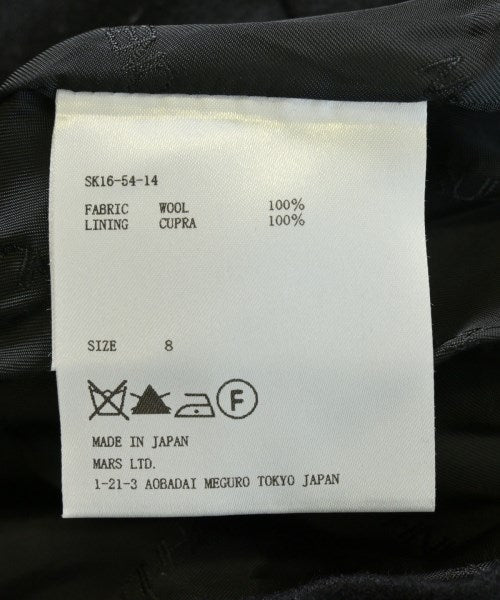 SK16-54-14
FABRIC WOOL 100%
LINING CUPRA 100%
SIZE 8
F
MADE IN JAPAN
MARS LTD.
1-21-3 AOBADAI MEGURO TOKYO JAPAN